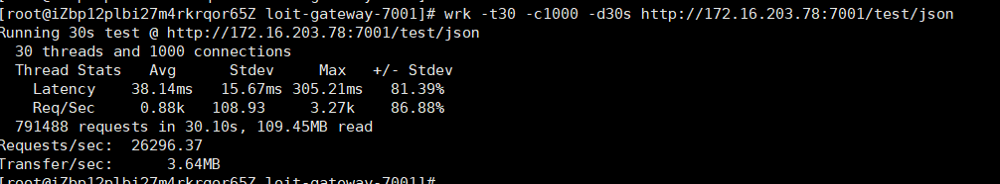 [root@iZbp12plbi27m4rkrqor65Z loit-gateway-7001]# wrk -t30 -c1000 -d30s http://172.16.203.78:7001/test/json
Running 30s test @ http://172.16.203.78:7001/test/json
  30 threads and 1000 connections
  Thread Stats   Avg      Stdev     Max   +/- Stdev
    Latency    38.14ms   15.67ms 305.21ms   81.39%
    Req/Sec     0.88k   108.93     3.27k    86.88%
  791488 requests in 30.10s, 109.45MB read
Requests/sec:  26296.37
Transfer/sec:      3.64MB
[root@iZbp12plbi27m4rkrqor65Z loit-gateway-7001]#